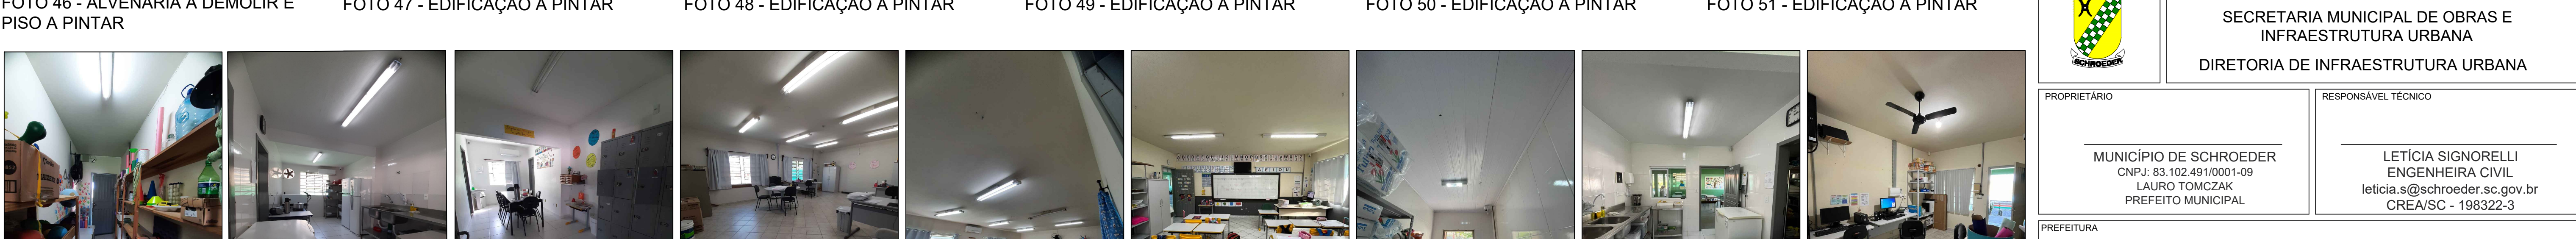 FOTO 46 - ALVENARIA A DEMOLIR E
PISO A PINTAR
FOTO 47 - EDIFICAÇÃO A PINTAR
FOTO 48 - EDIFICAÇÃO A PINTAR
FOTO 49 - EDIFICAÇÃO A PINTAR
FOTO 50 - EDIFICAÇÃO A PINTAR
FOTO 51 - EDIFICAÇÃO A PINTAR
SCHROEDER
SECRETARIA MUNICIPAL DE OBRAS E
INFRAESTRUTURA URBANA
DIRETORIA DE INFRAESTRUTURA URBANA
PROPRIETÁRIO
MUNICÍPIO DE SCHROEDER
CNPJ: 83.102.491/0001-09
LAURO TOMCZAK
PREFEITO MUNICIPAL
RESPONSÁVEL TÉCNICO
LETÍCIA SIGNORELLI
ENGENHEIRA CIVIL
leticia.s@schroeder.sc.gov.br
CREA/SC - 198322-3
PREFEITURA